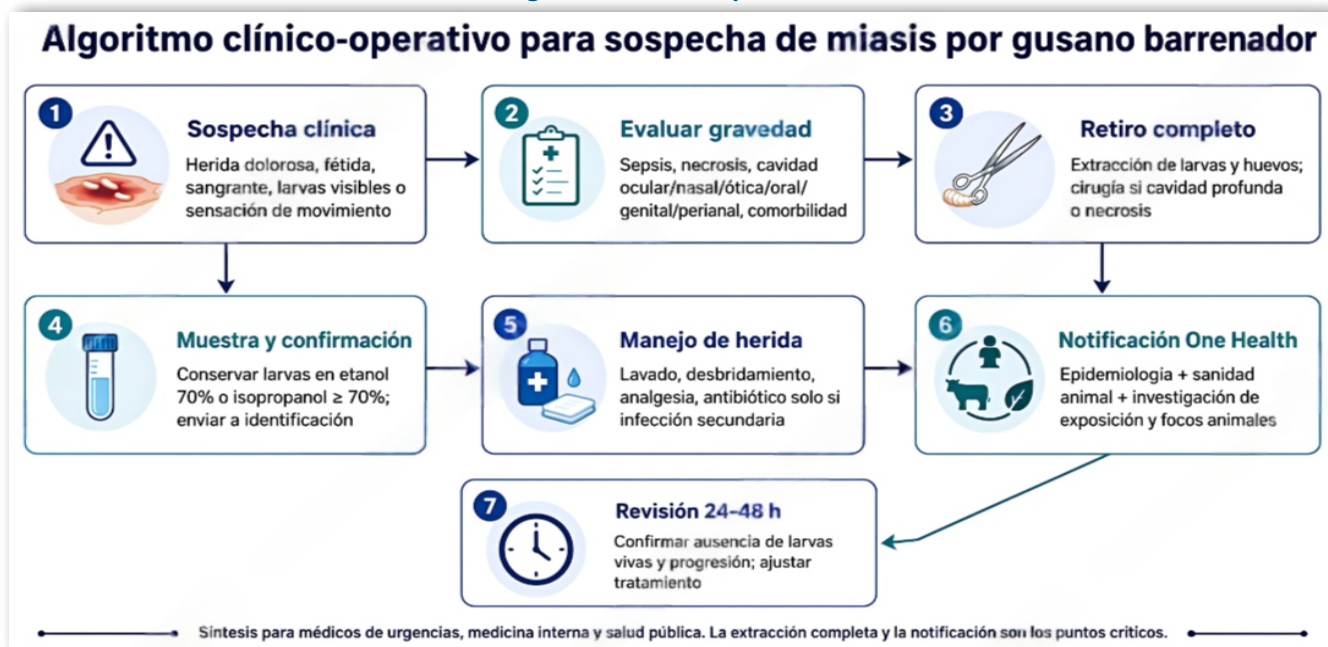 Algoritmo clínico-operativo para sospecha de miasis por gusano barrenador
1
Sospecha clínica
Herida dolorosa, fétida,
sangrante, larvas visibles o
sensación de movimiento
2
Evaluar gravedad
Sepsis, necrosis, cavidad
ocular/nasal/ótica/oral/
genital/perianal, comorbilidad
3
Retiro completo
Extracción de larvas y huevos;
cirugía si cavidad profunda
o necrosis
4
Muestra y confirmación
Conservar larvas en etanol
70% o isopropanol ≥ 70%;
enviar a identificación
5
Manejo de herida
Lavado, desbridamiento,
analgesia, antibiótico solo si
infección secundaria
6
Notificación One Health
Epidemiologia + sanidad
animal + investigación de
exposición y focos animales
7
Revisión 24-48 h
Confirmar ausencia de larvas
vivas y progresión; ajustar
tratamiento
Síntesis para médicos de urgencias, medicina interna y salud pública. La extracción completa y la notificación son los puntos críticos.